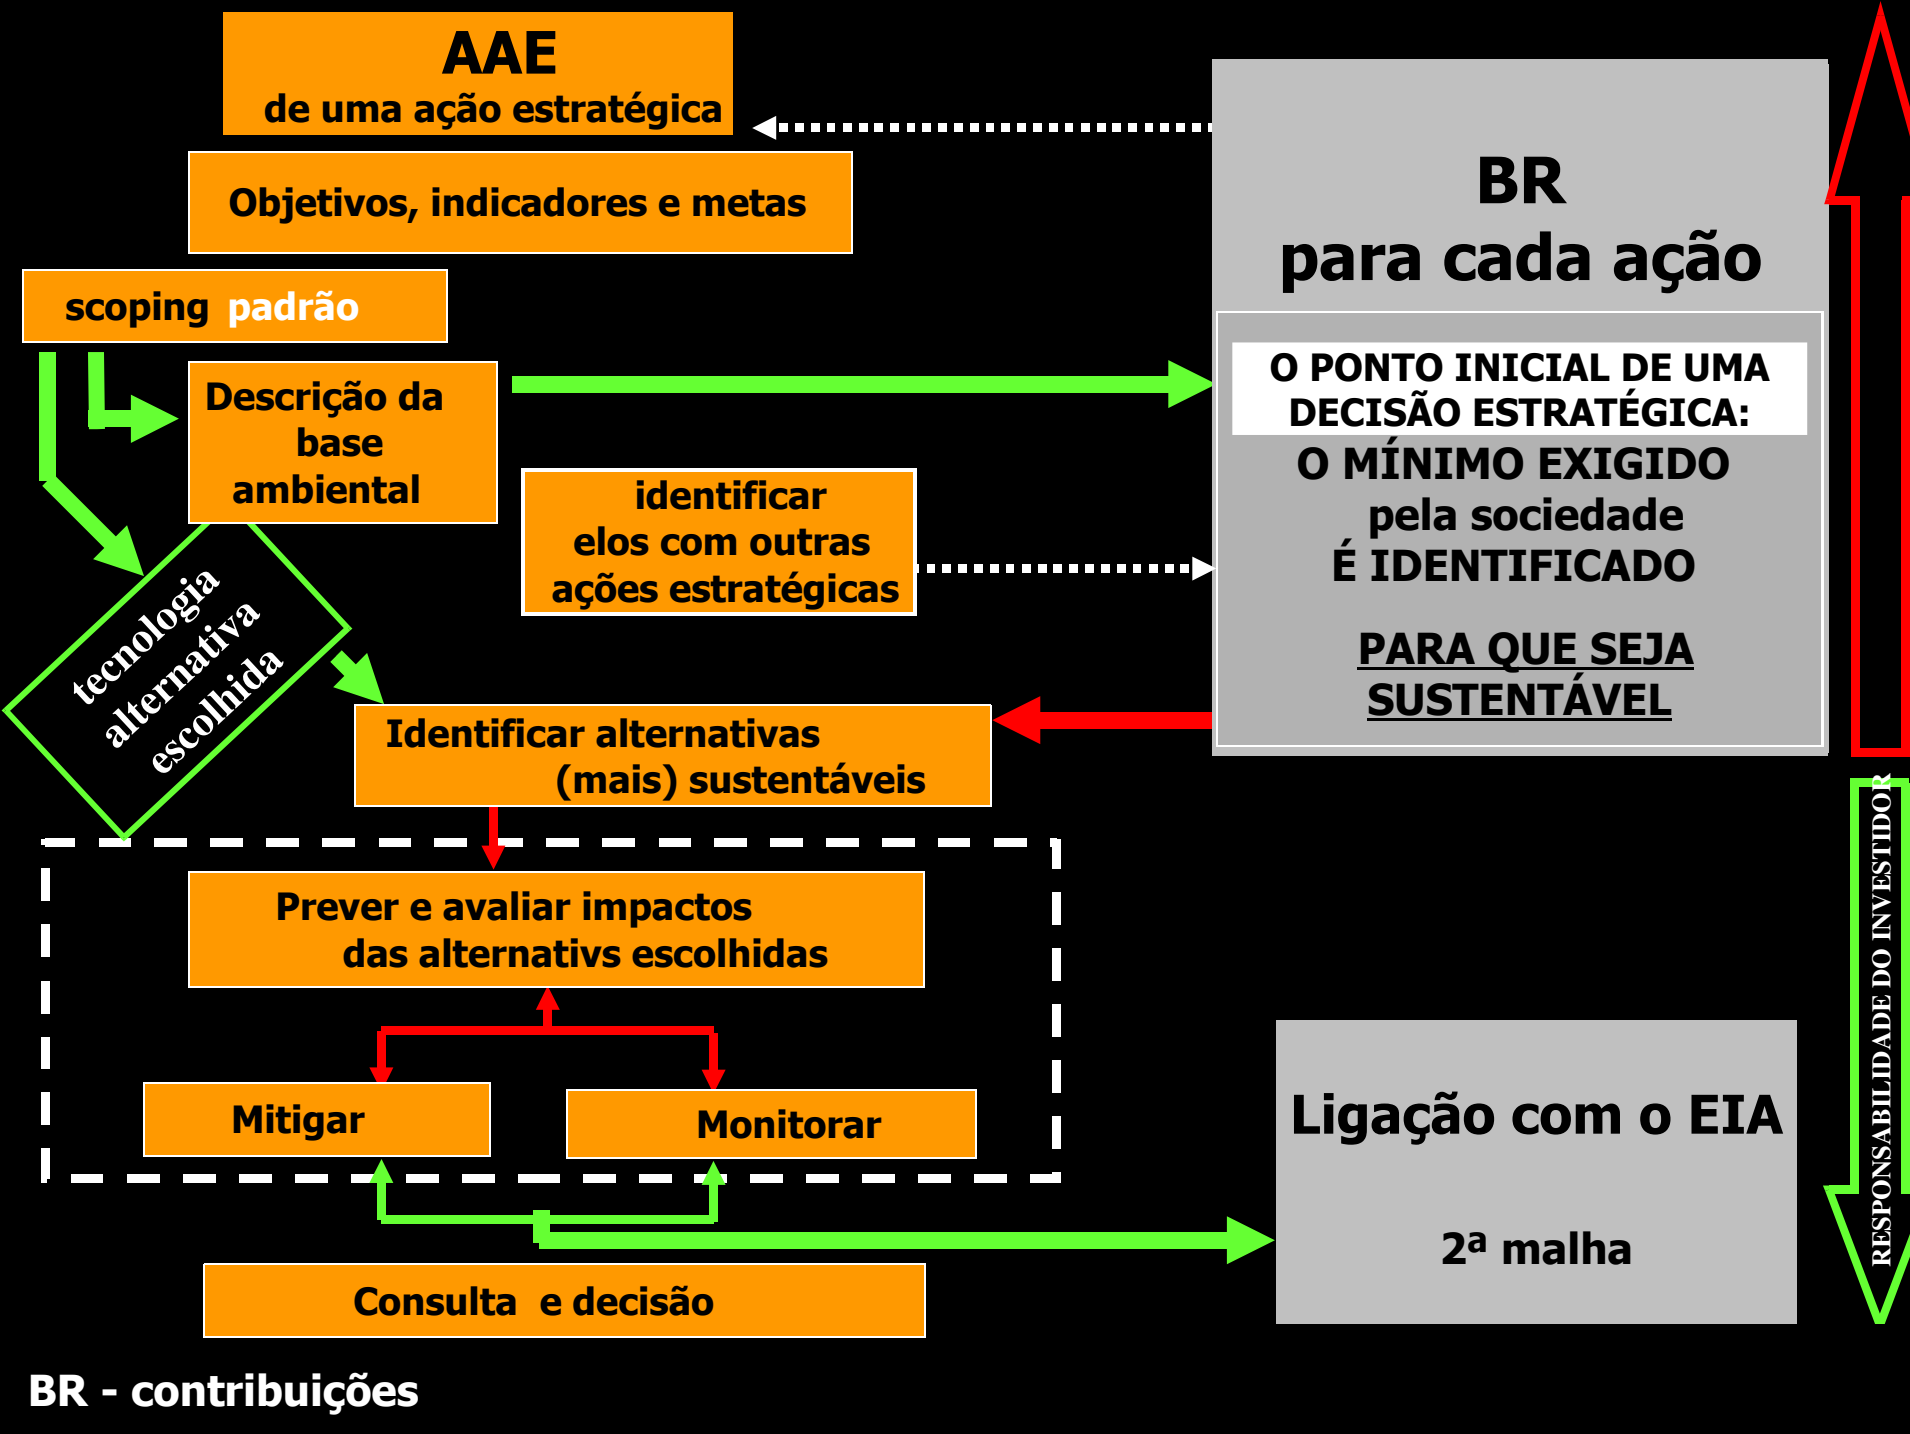 AAE
de uma ação estratégica
Objetivos, indicadores e metas
scoping padrão
Descrição da
base
ambiental
identificar
elos com outras
ações estratégicas
tecnologia
alternativa
escolhida
Identificar alternativas
(mais) sustentáveis
Prever e avaliar impactos
das alternativs escolhidas
Mitigar
Monitorar
Consulta e decisão
BR - contribuições
BR
para cada ação
O PONTO INICIAL DE UMA
DECISÃO ESTRATÉGICA:
O MÍNIMO EXIGIDO
pela sociedade
É IDENTIFICADO
PARA QUE SEJA
SUSTENTÁVEL
Ligação com o EIA
2ª malha
RESPONSABILIDADE DO INVESTIDOR